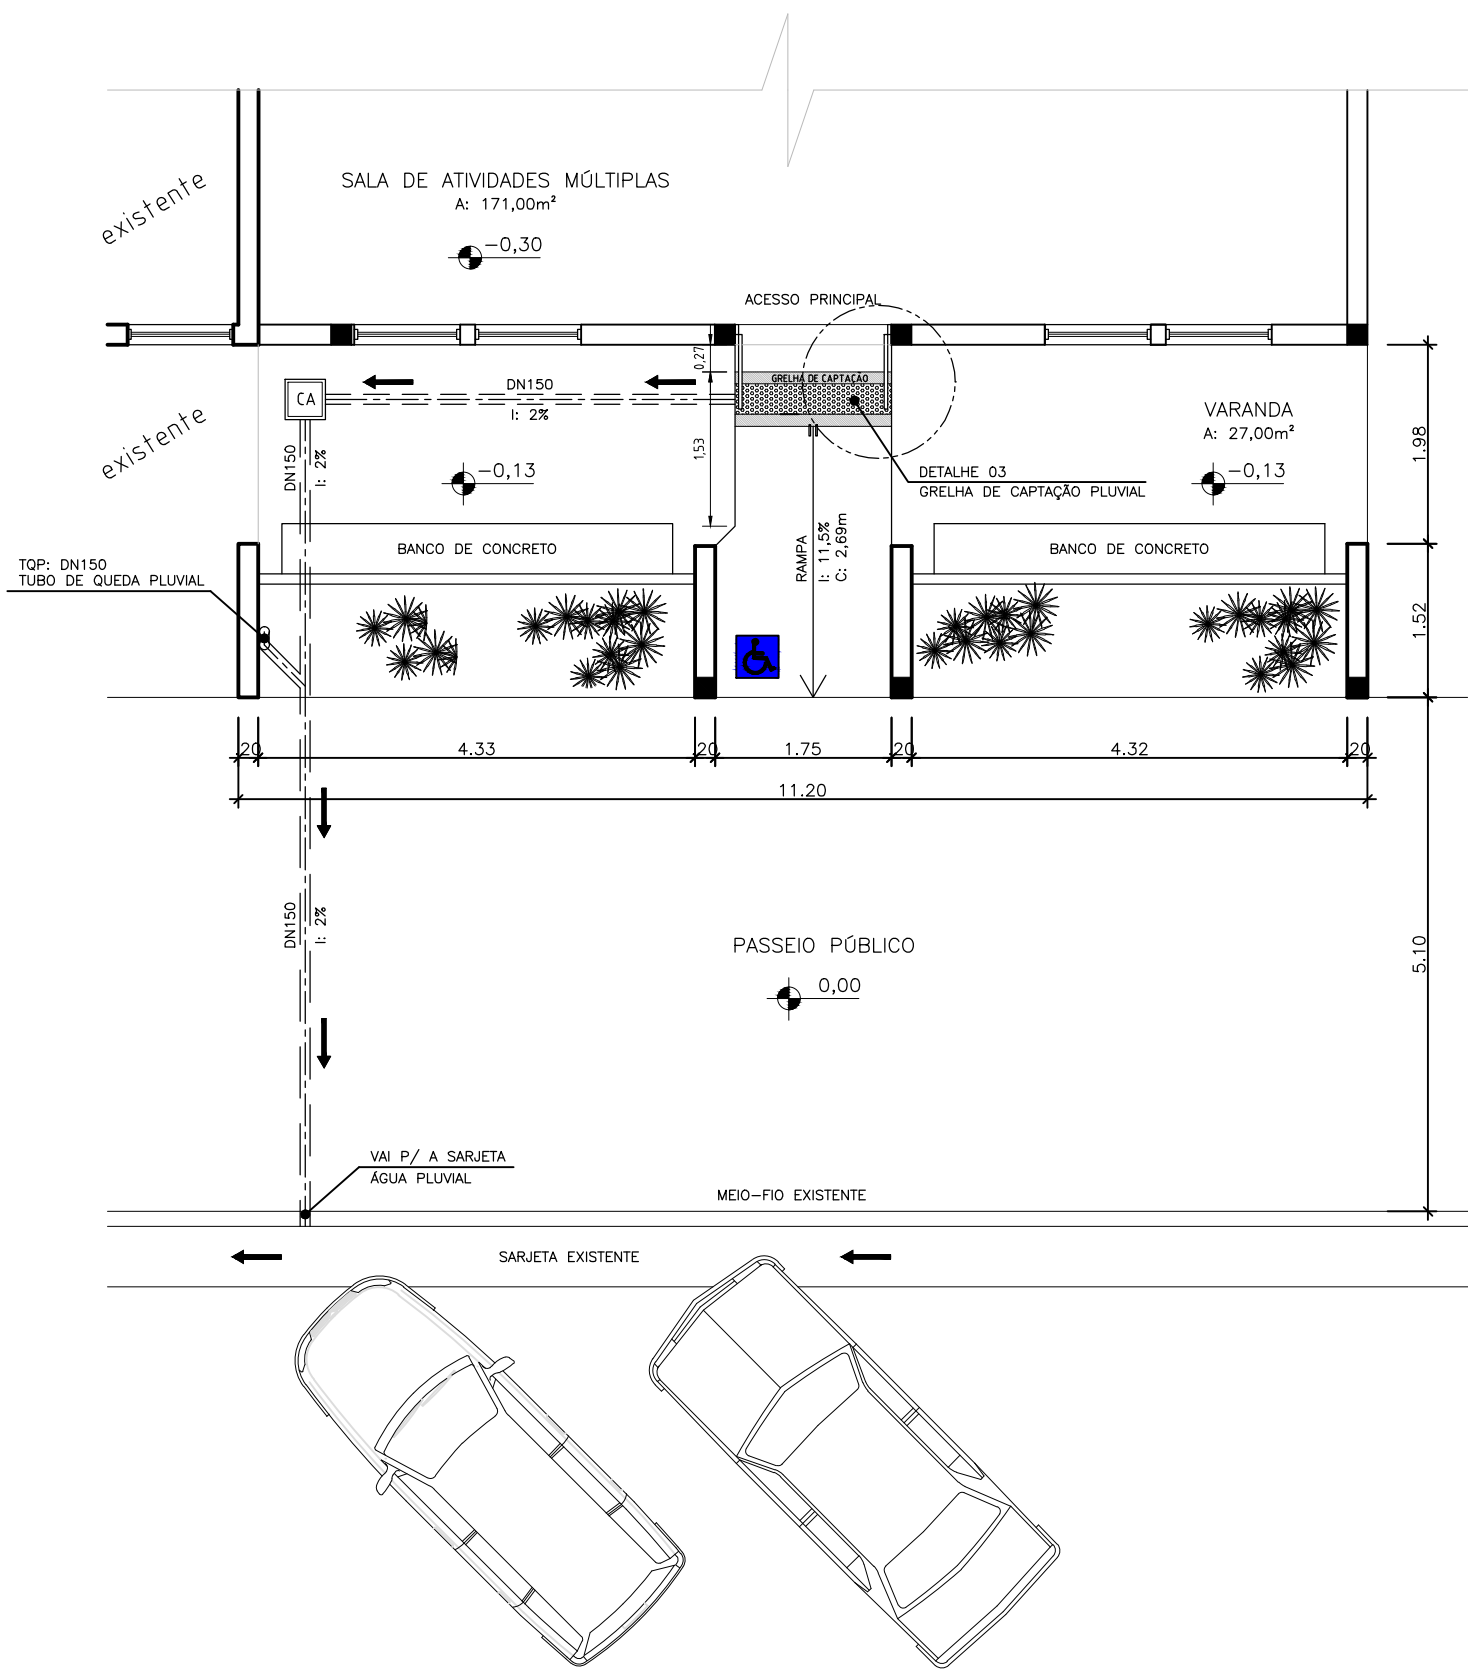 existente
SALA DE ATIVIDADES MÚLTIPLAS
A: 171,00m²
-0,30
ACESSO PRINCIPAL
0,27
GRELHA DE CAPTAÇÃO
CA
DN150
I: 2%
existente
VARANDA
A: 27,00m²
1.98
1,53
DN150
I: 2%
-0,13
DETALHE 03
GRELHA DE CAPTAÇÃO PLUVIAL
-0,13
BANCO DE CONCRETO
RAMPA
I: 11,5%
C: 2,69m
BANCO DE CONCRETO
TQP: DN150
TUBO DE QUEDA PLUVIAL
1.52
20
4.33
20
1.75
20
4.32
20
11.20
DN150
I: 2%
PASSEIO PÚBLICO
0,00
5.10
VAI P/ A SARJETA
ÁGUA PLUVIAL
MEIO-FIO EXISTENTE
SARJETA EXISTENTE